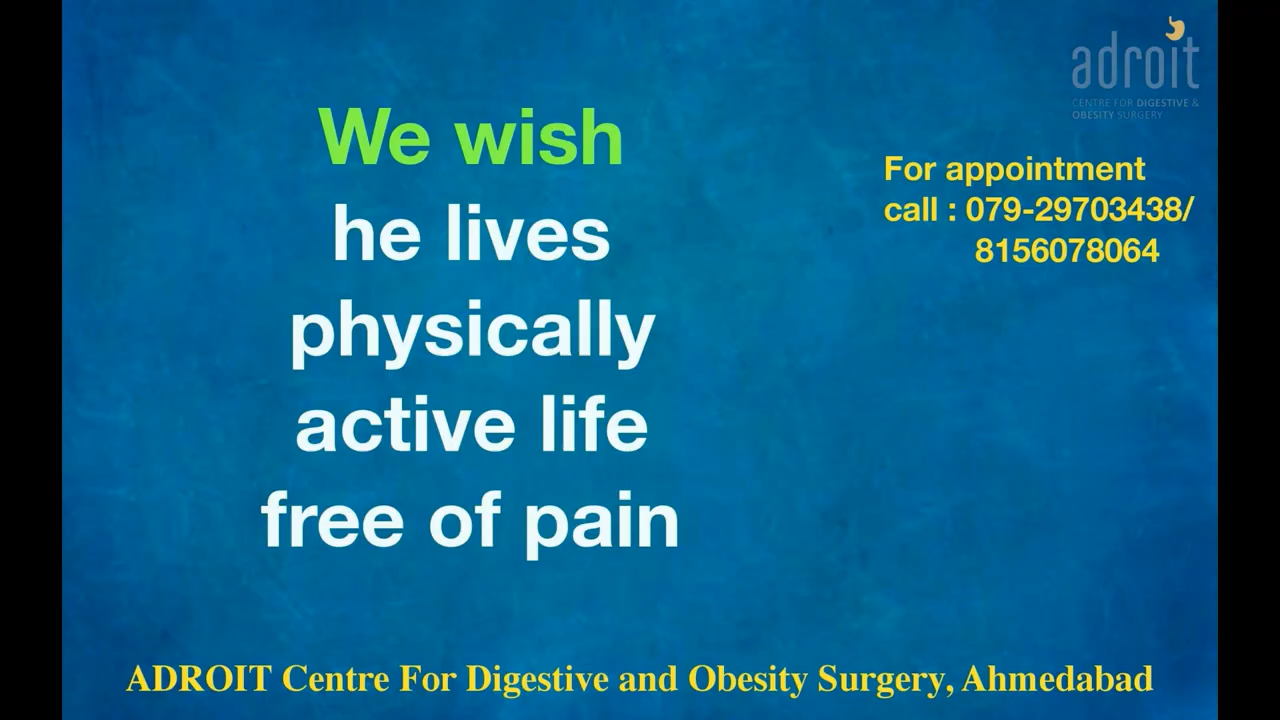 adroit
CENTRE FOR DIGESTIVE &
OBESITY SURGERY
We wish
he lives
physically
active life
free of pain
For appointment
call : 079-29703438/
8156078064
ADROIT Centre For Digestive and Obesity Surgery, Ahmedabad